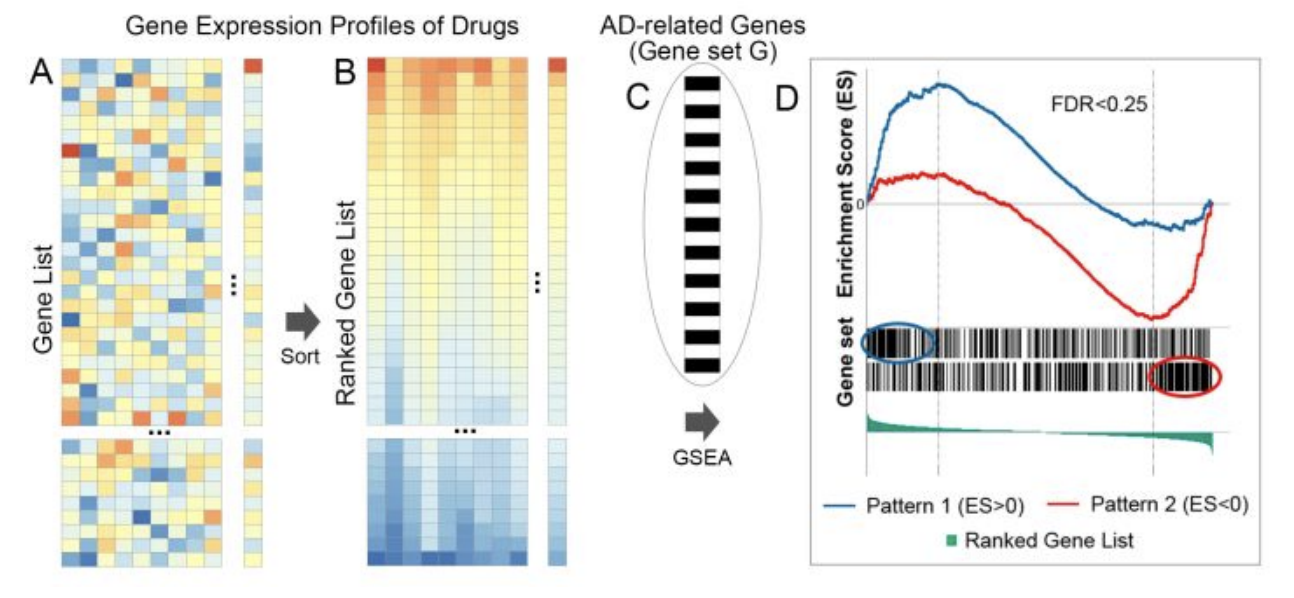 Gene Expression Profiles of Drugs
AD-related Genes
(Gene set G)
A
B
C
D
Gene List
...
...
Sort
Ranked Gene List
...
...
GSEA
Enrichment Score (ES)
FDR<0.25
0
Gene set
Pattern 1 (ES>0)
Pattern 2 (ES<0)
Ranked Gene List